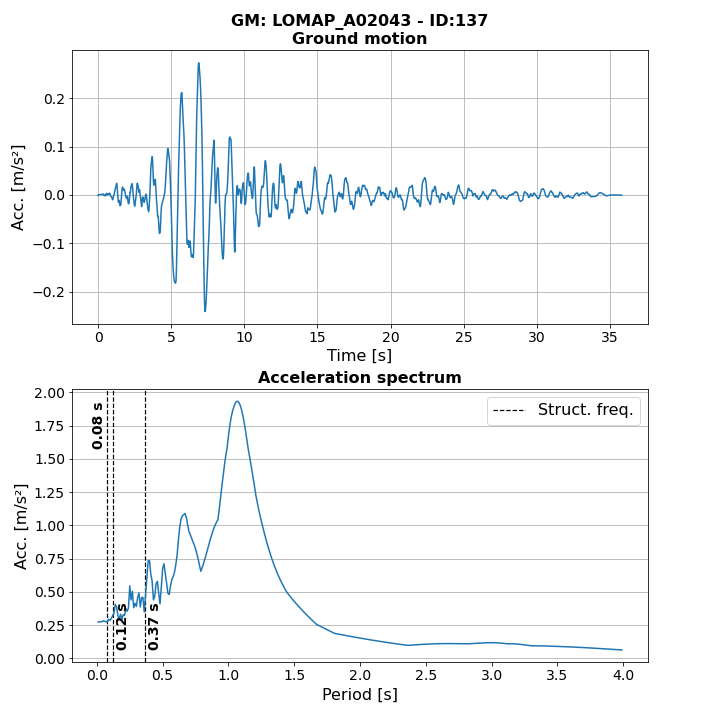 GM: LOMAP_A02043 - ID:137
Ground motion
Acc. [m/s²]
0.2
0.1
0.0
−0.1
−0.2
0 5 10 15 20 25 30 35
Time [s]
Acceleration spectrum
Acc. [m/s²]
2.00
1.75
1.50
1.25
1.00
0.75
0.50
0.25
0.00
0.08 s
0.12 s
0.37 s
Struct. freq.
0.0 0.5 1.0 1.5 2.0 2.5 3.0 3.5 4.0
Period [s]